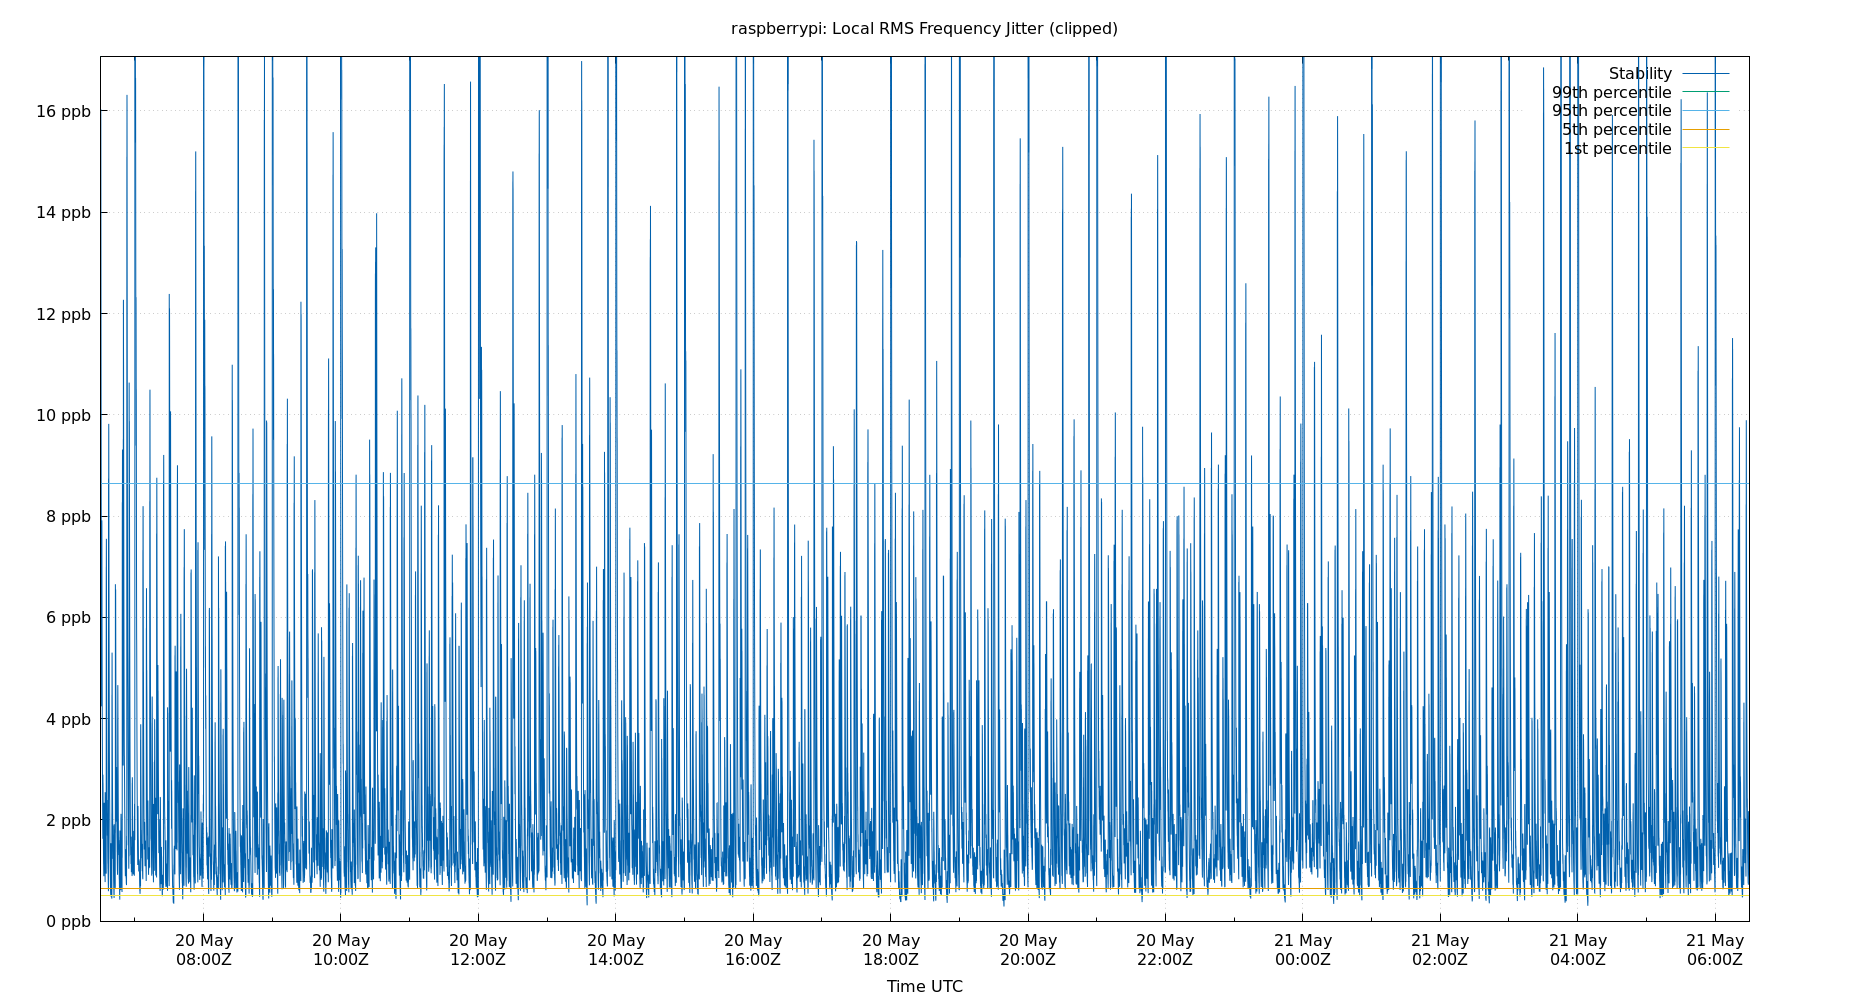 raspberrypi: Local RMS Frequency Jitter (clipped)
Stability
99th percentile
95th percentile
5th percentile
1st percentile
16 ppb
14 ppb
12 ppb
10 ppb
8 ppb
6 ppb
4 ppb
2 ppb
0 ppb
20 May 20 May 20 May 20 May 20 May 20 May 20 May 20 May 21 May 21 May 21 May 21 May
08:00Z 10:00Z 12:00Z 14:00Z 16:00Z 18:00Z 20:00Z 22:00Z 00:00Z 02:00Z 04:00Z 06:00Z
Time UTC